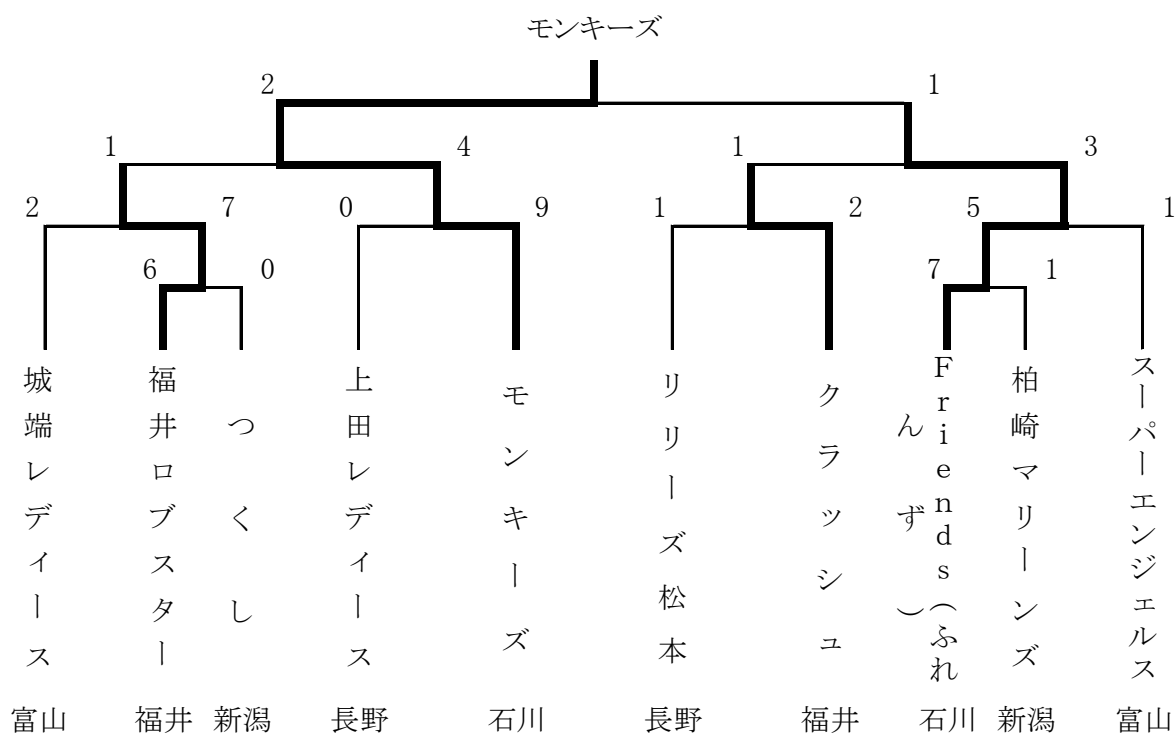 モンキーズ
2 1
1 4 1 3
2 7 0 9 1 2 5 1
6 0 7 1
城端レディース
福井ロブスター
つくし
上田レディース
モンキーズ
リリーズ松本
クラッシュ
Friends(ふれ
んず)
柏崎マリーンズ
スーパーエンジェルス
富山 福井 新潟 長野 石川 長野 福井 石川 新潟 富山